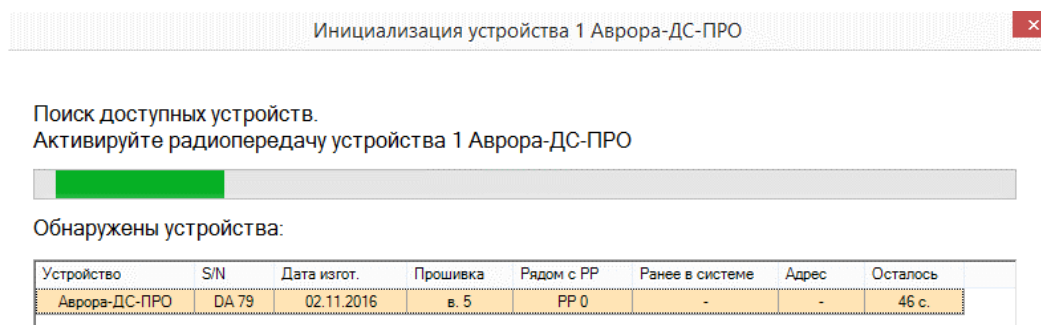 Инициализация устройства 1 Аврора-ДС-ПРО
Поиск доступных устройств.
Активируйте радиопередачу устройства 1 Аврора-ДС-ПРО
Обнаружены устройства:
Устройство S/N Дата изгот. Прошивка Рядом с РР Ранее в системе Адрес Осталось
Аврора-ДС-ПРО DA 79 02.11.2016 в. 5 РР 0 - - 46 с.